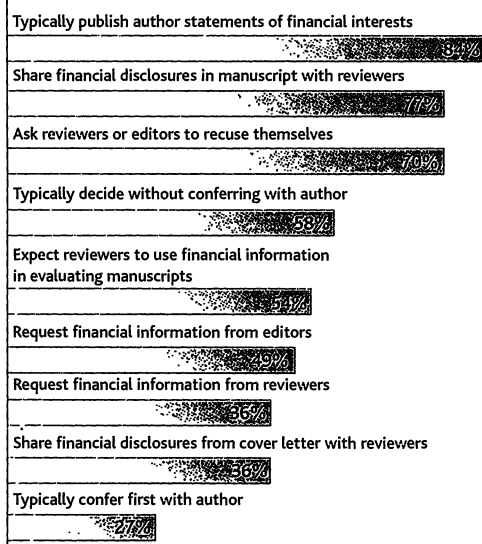 Typically publish author statements of financial interests
84%
Share financial disclosures in manuscript with reviewers
77%
Ask reviewers or editors to recuse themselves
70%
Typically decide without conferring with author
58%
Expect reviewers to use financial information
in evaluating manuscripts
54%
Request financial information from editors
49%
Request financial information from reviewers
36%
Share financial disclosures from cover letter with reviewers
36%
Typically confer first with author
27%